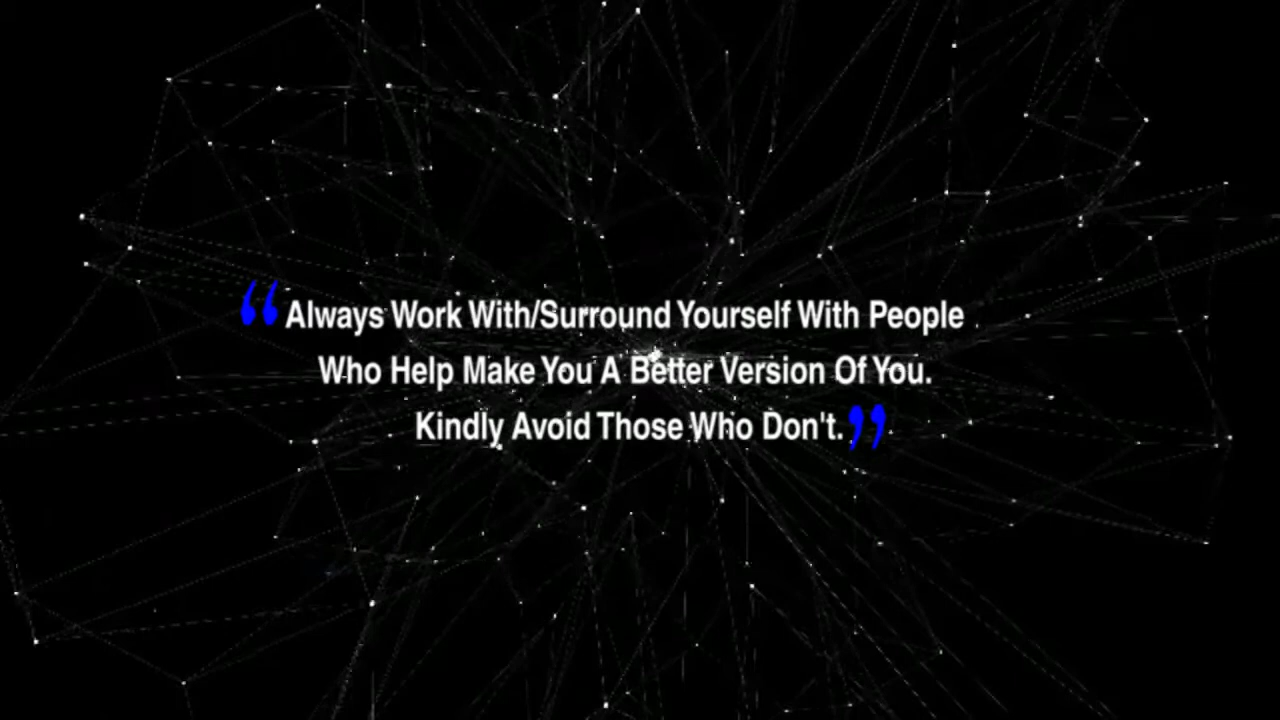 “Always Work With/Surround Yourself With People
Who Help Make You A Better Version Of You.
Kindly Avoid Those Who Don't.”